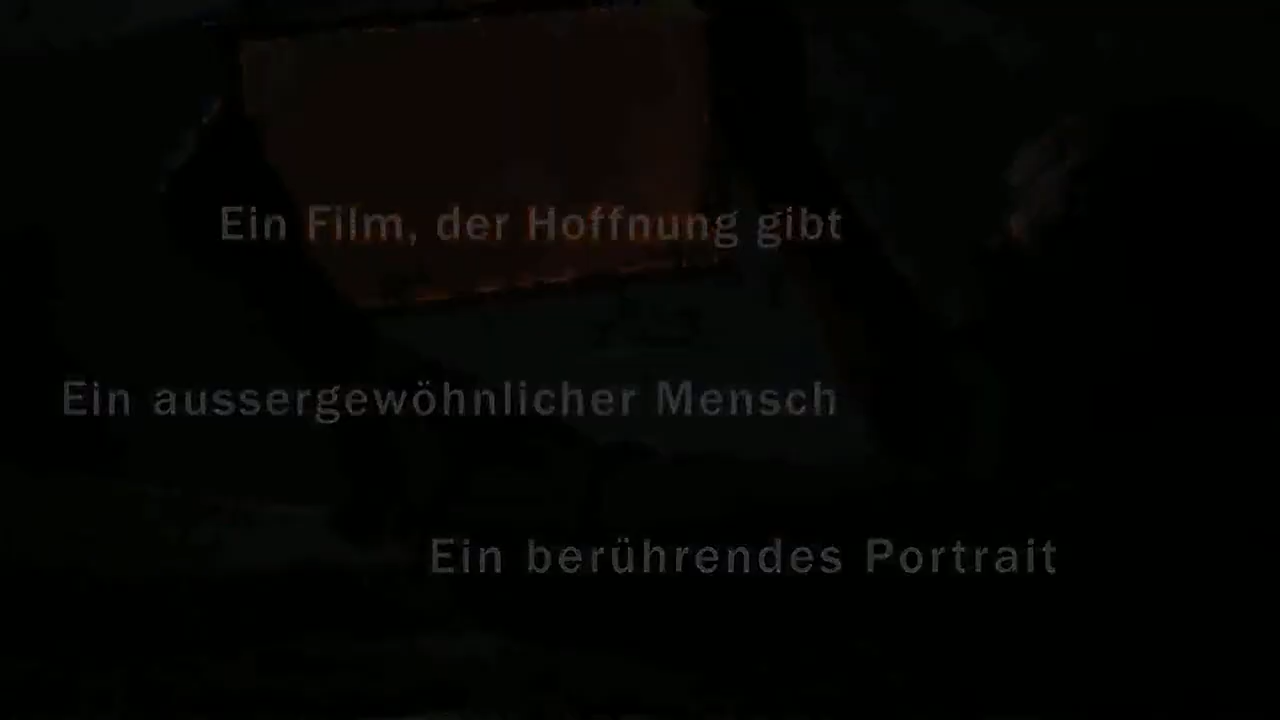 Ein Film, der Hoffnung gibt
Ein aussergewöhnlicher Mensch
Ein berührendes Portrait